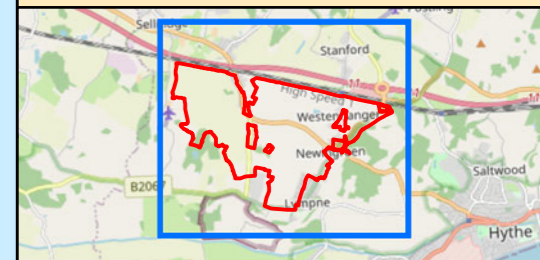 Stanford
M
High Speed 1
Westenhanger
M
Newingreen
Saltwood
B2067
Lympne
Hythe